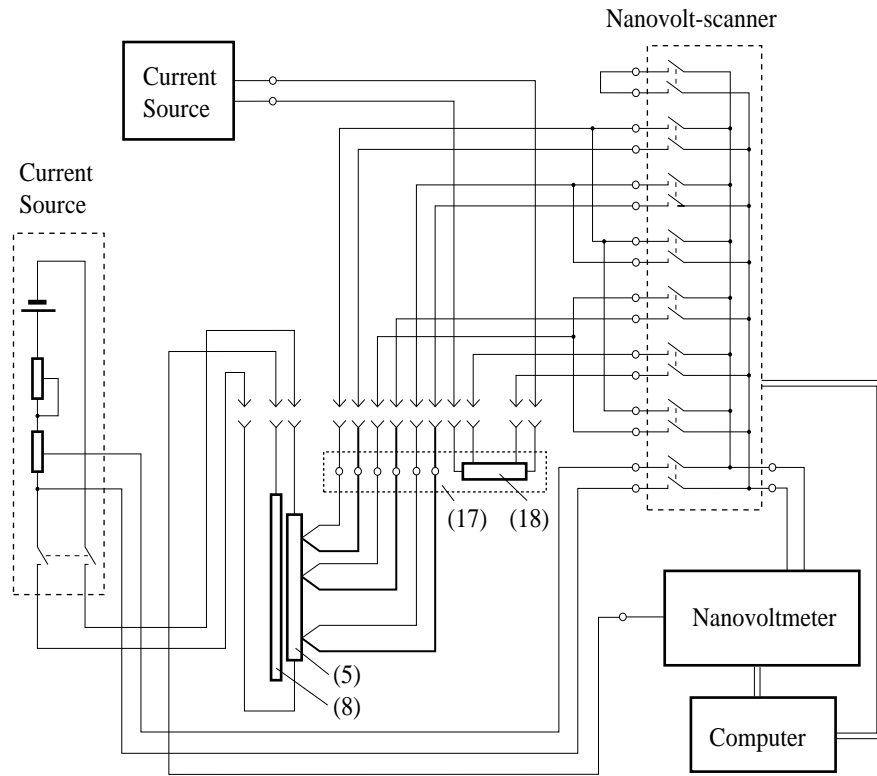 Nanovolt-scanner
Current
Source
Current
Source
(17)
(18)
(5)
(8)
Nanovoltmeter
Computer